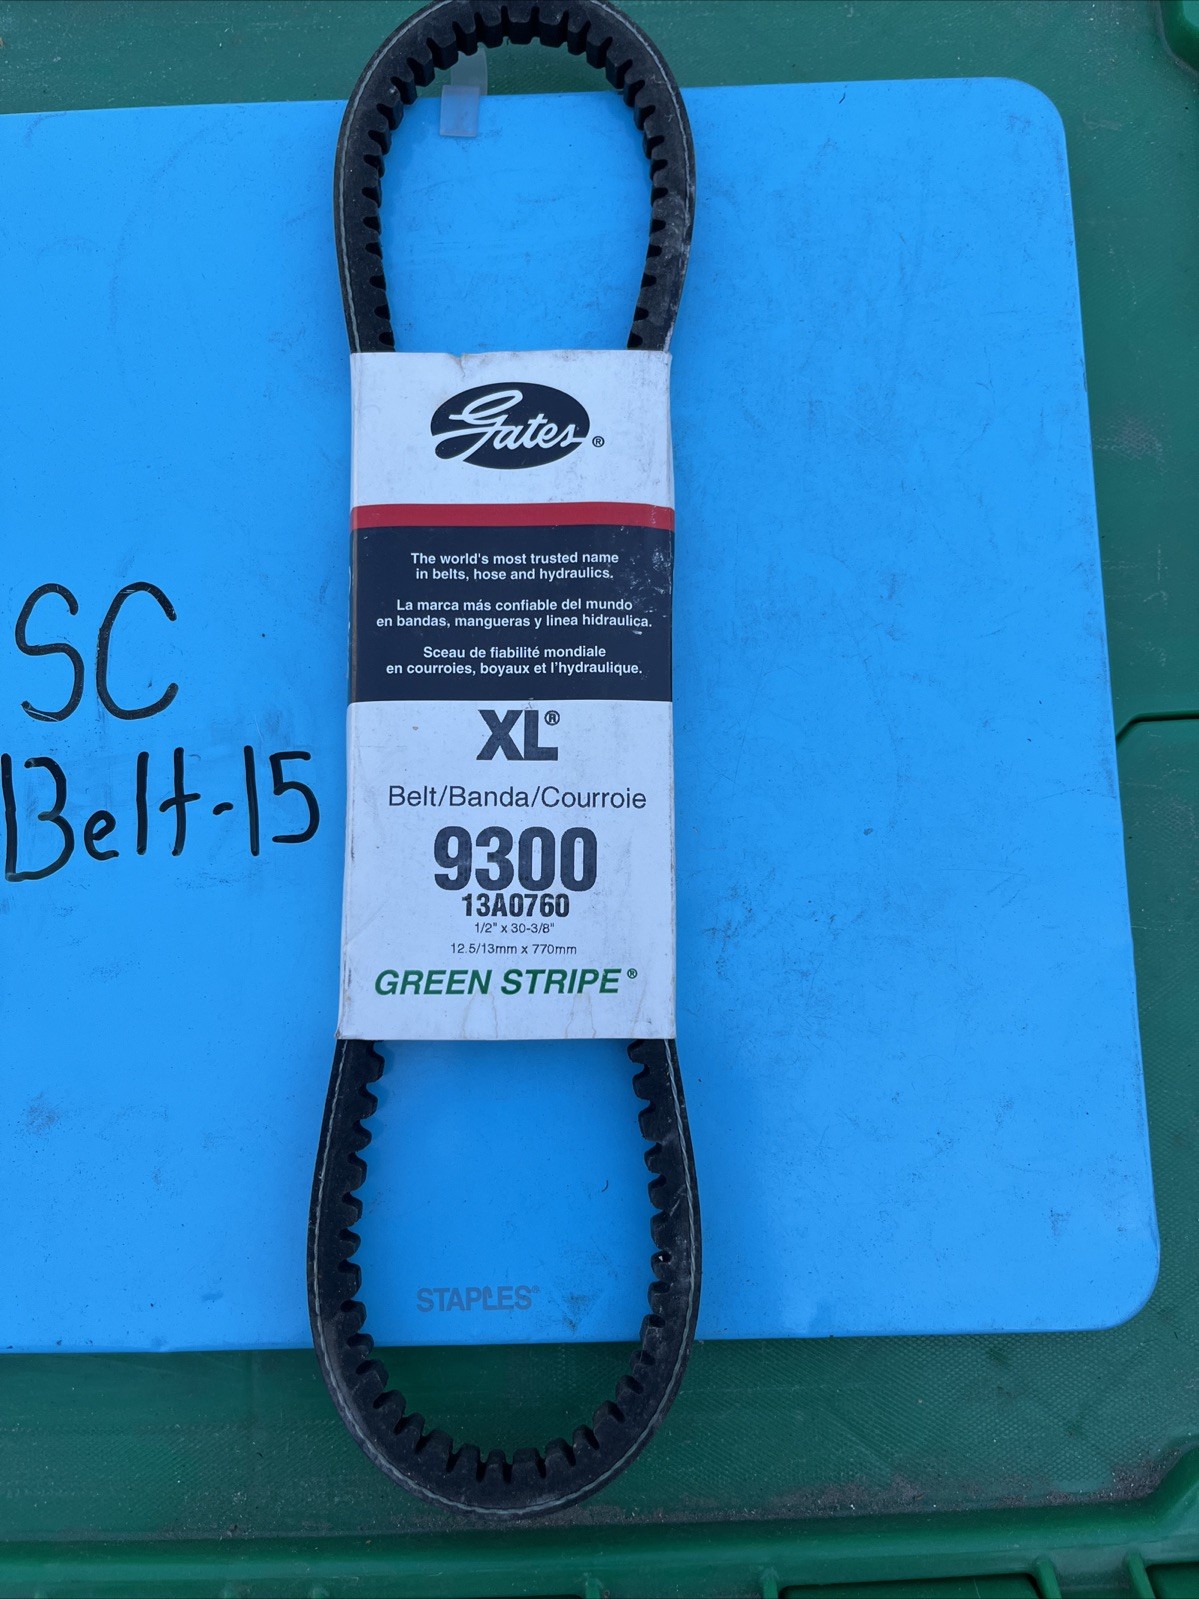 Gates®
The world's most trusted name
in belts, hose and hydraulics.
La marca más confiable del mundo
en bandas, mangueras y linea hidraulica.
Sceau de fiabilité mondiale
en courroies, boyaux et l'hydraulique.
XL®
Belt/Banda/Courroie
9300
13A0760
1/2" x 30-3/8"
12.5/13mm x 770mm
GREEN STRIPE®
SC
Belt-15
STAPLES®